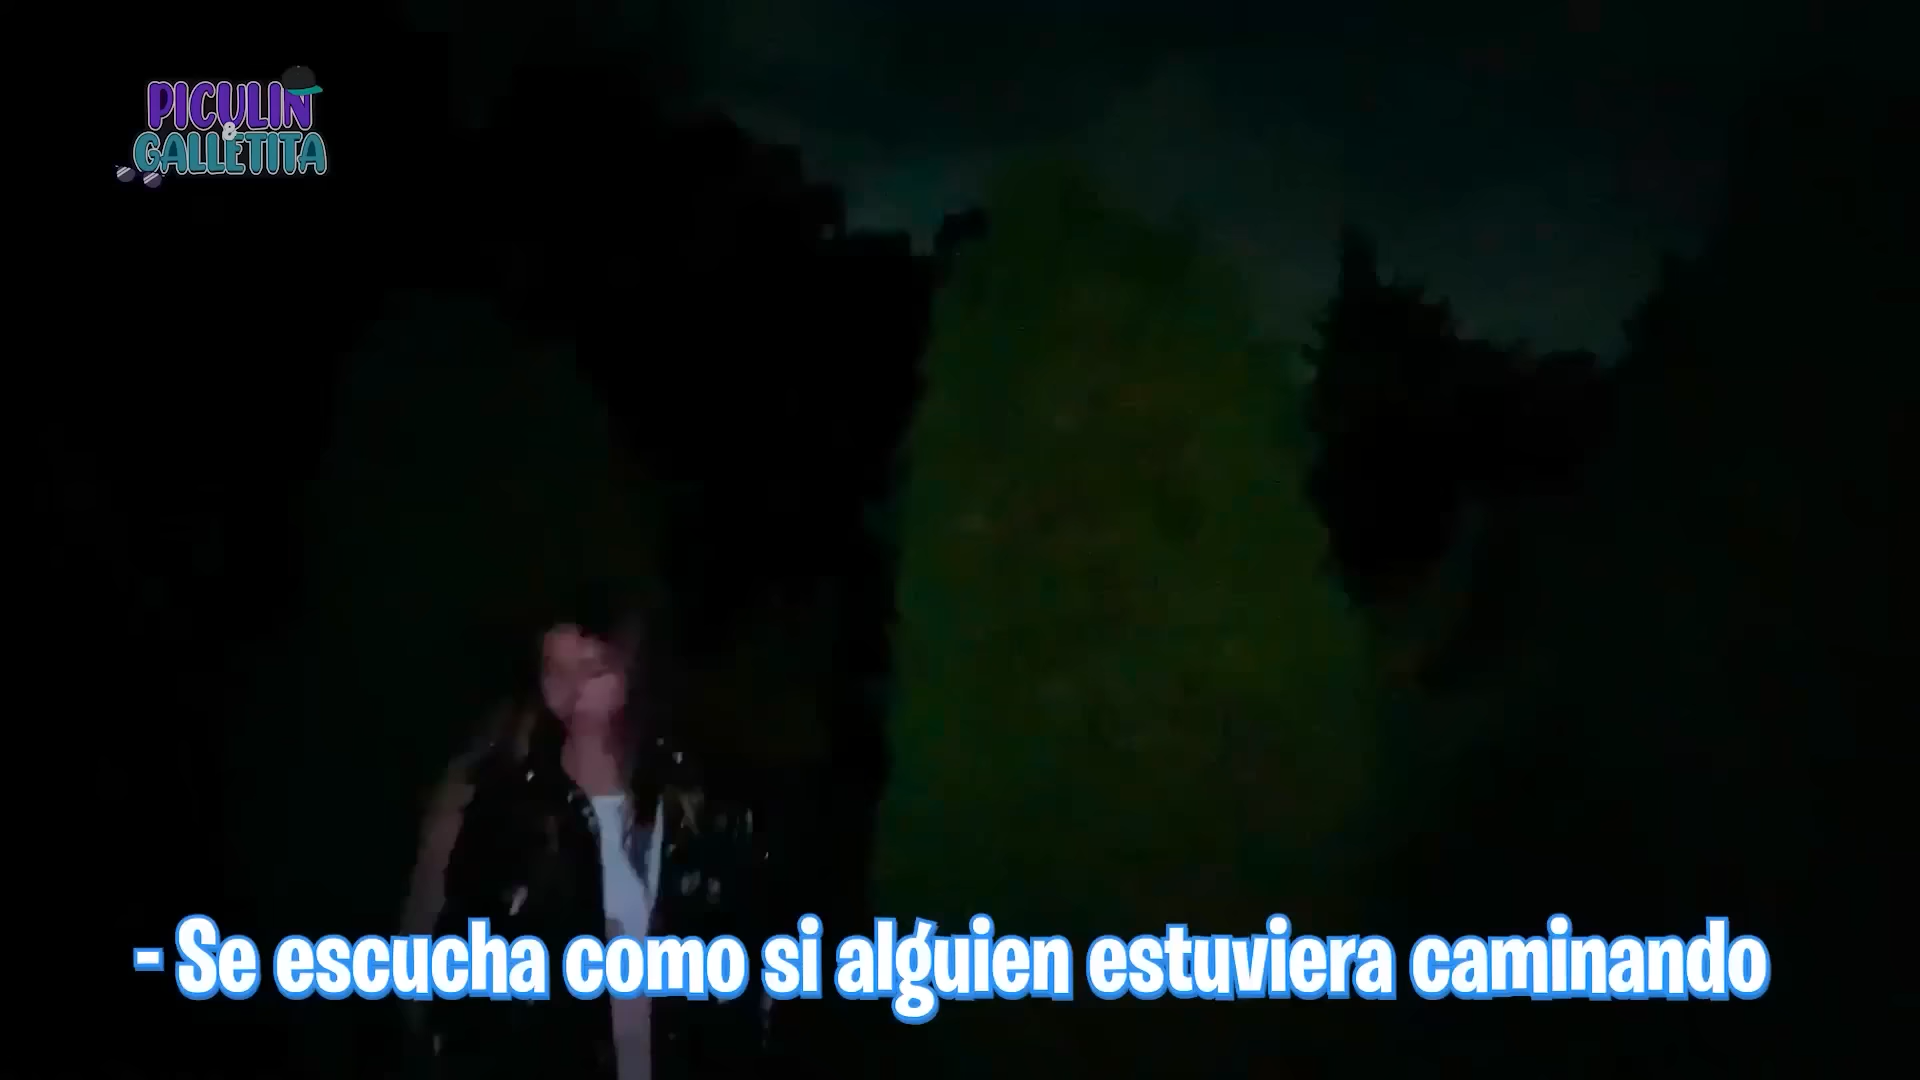 PICULIN
&
GALLETITA
- Se escucha como si alguien estuviera caminando